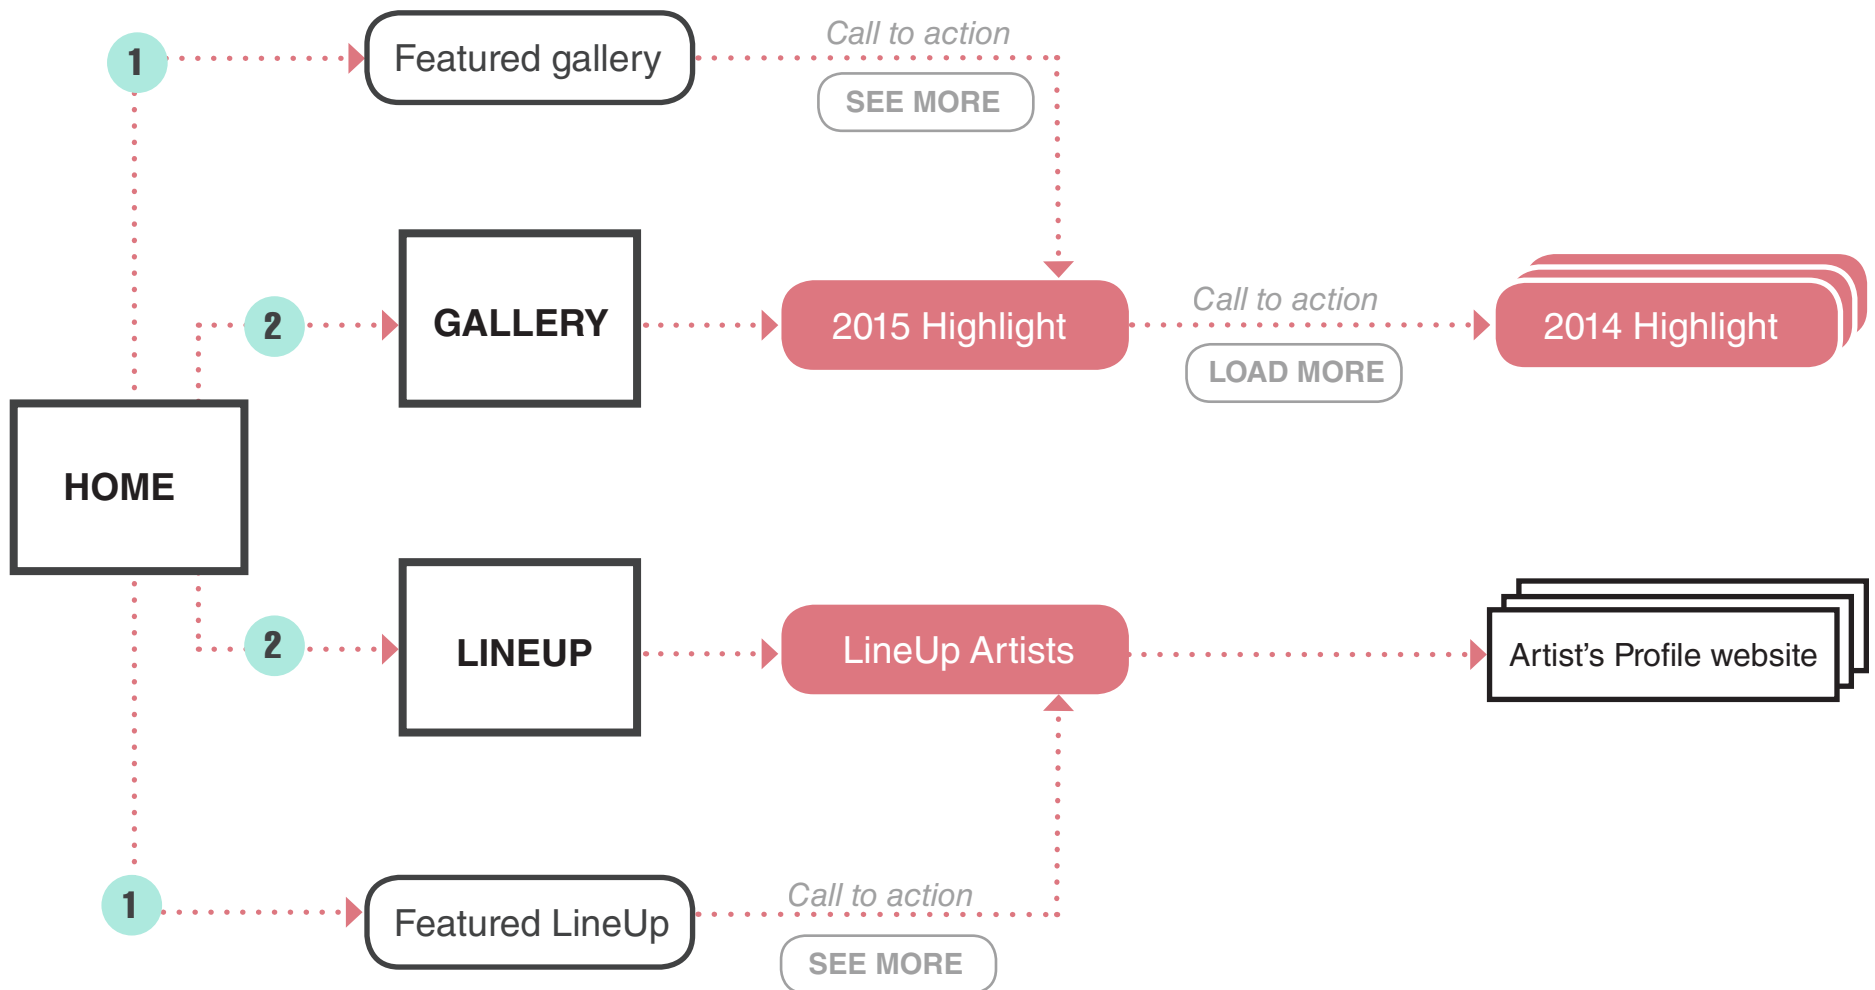 Call to action
1
Featured gallery
SEE MORE
2
GALLERY
2015 Highlight
Call to action
LOAD MORE
2014 Highlight
HOME
2
LINEUP
LineUp Artists
Artist’s Profile website
1
Featured LineUp
Call to action
SEE MORE